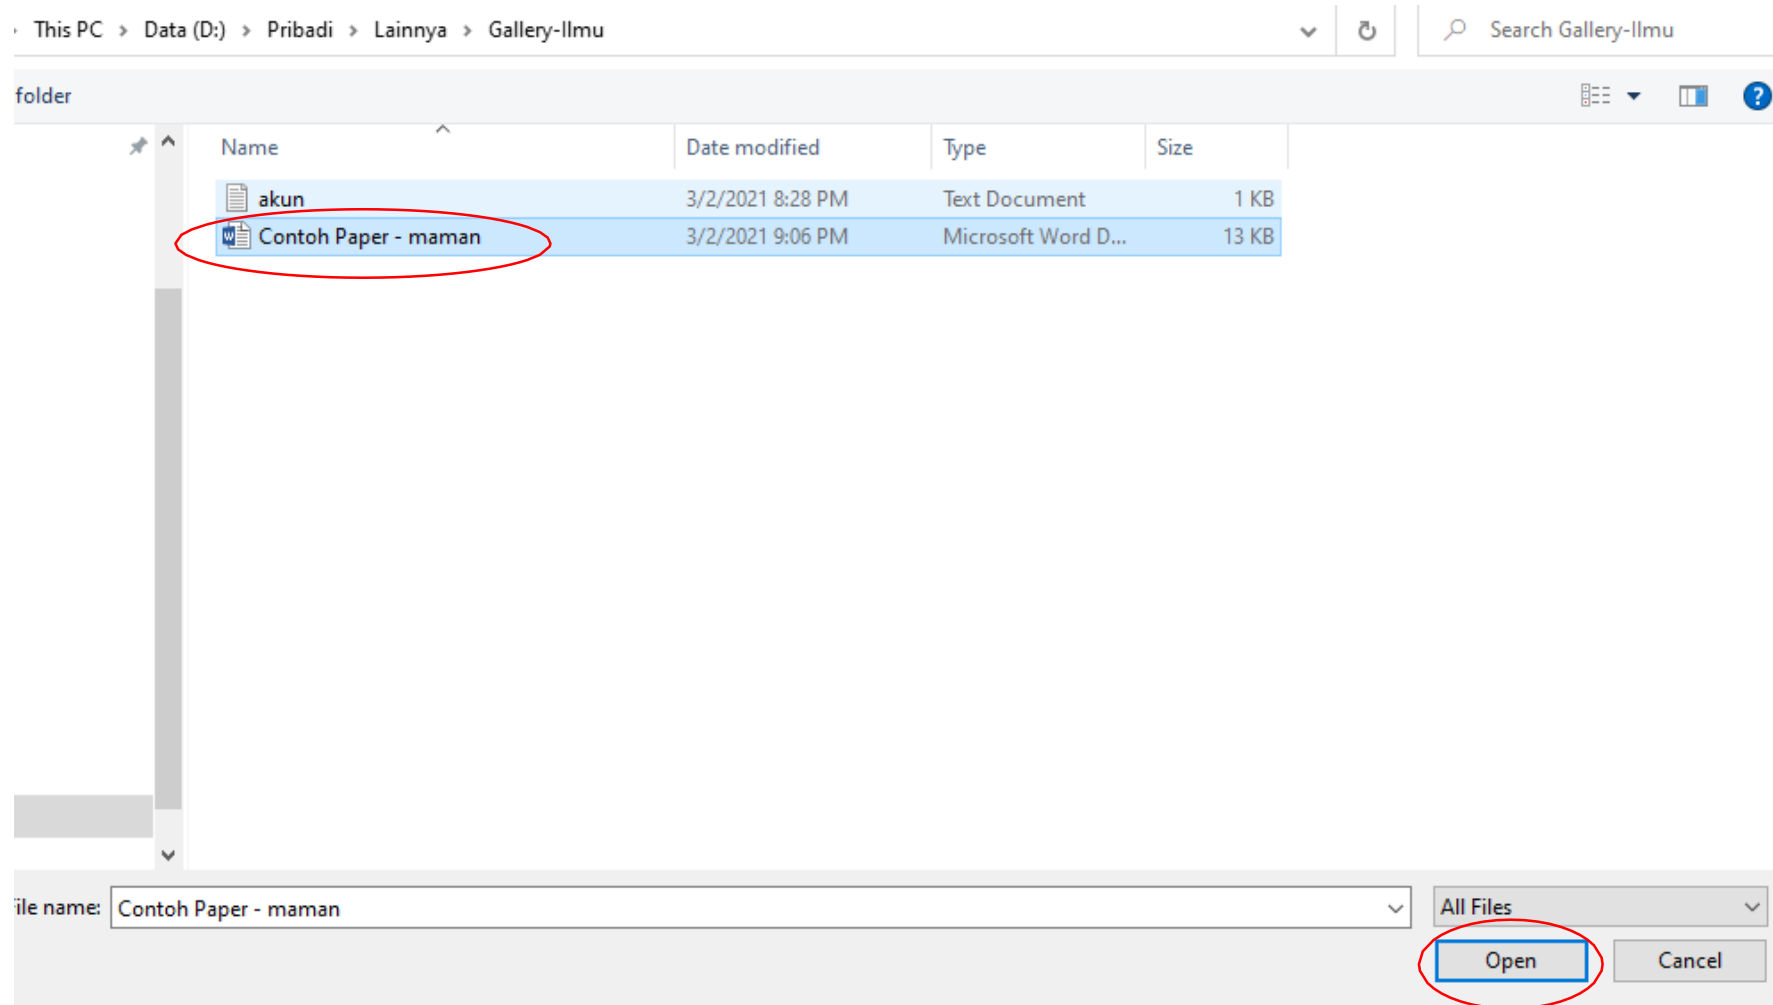 This PC > Data (D:) > Pribadi > Lainnya > Gallery-Ilmu
Search Gallery-Ilmu
folder
?
Name Date modified Type Size
akun 3/2/2021 8:28 PM Text Document 1 KB
Contoh Paper - maman 3/2/2021 9:06 PM Microsoft Word D... 13 KB
ile name: Contoh Paper - maman All Files
Open Cancel